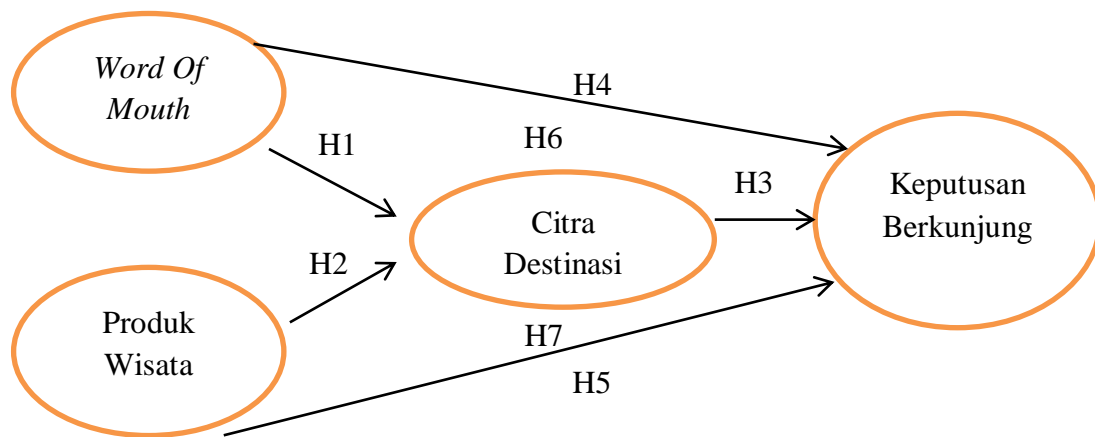 Word Of
Mouth
H4
H1
H6
H3
Keputusan
Berkunjung
Citra
Destinasi
H2
Produk
Wisata
H7
H5